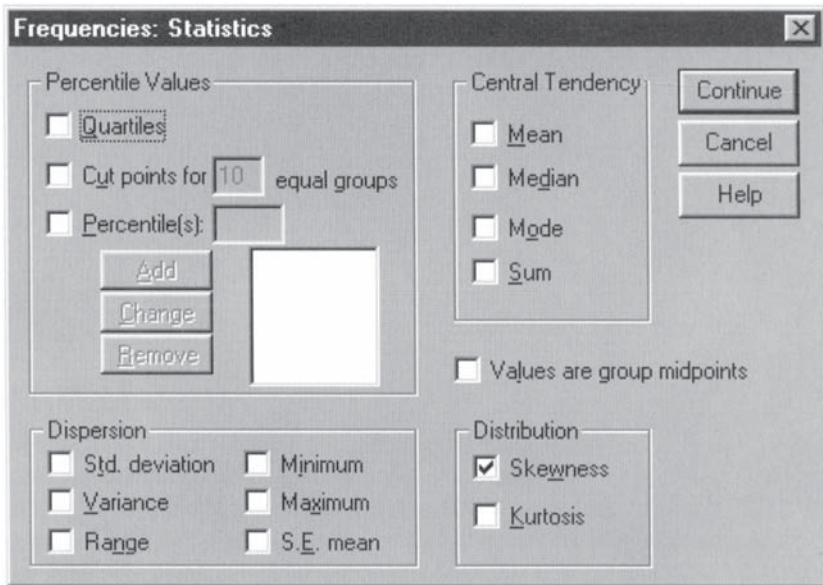 Frequencies: Statistics
Percentile Values
Quartiles
Cut points for 10 equal groups
Percentile(s):
Add
Change
Remove
Central Tendency
Mean
Median
Mode
Sum
Continue
Cancel
Help
Values are group midpoints
Dispersion
Std. deviation
Variance
Range
Minimum
Maximum
S.E. mean
Distribution
Skewness
Kurtosis